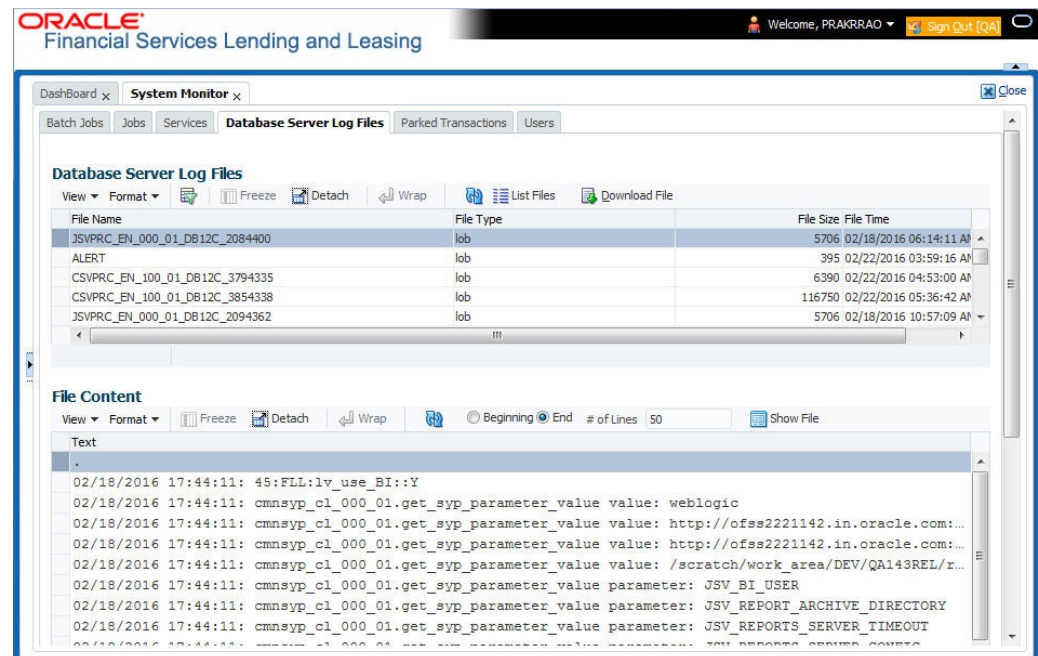 ORACLE
Financial Services Lending and Leasing
Welcome, PRAKRRAO
Sign Out [QA]
DashBoard x System Monitor x
Close
Batch Jobs Jobs Services Database Server Log Files Parked Transactions Users
Database Server Log Files
View Format Freeze Detach Wrap List Files Download File
File Name File Type File Size File Time
JSVPRC_EN_000_01_DB12C_2084400 lob 5706 02/18/2016 06:14:11 AM
ALERT lob 395 02/22/2016 03:59:16 AM
CSVPRC_EN_100_01_DB12C_3794335 lob 6390 02/22/2016 04:53:00 AM
CSVPRC_EN_100_01_DB12C_3854338 lob 116750 02/22/2016 05:36:42 AM
JSVPRC_EN_000_01_DB12C_2094362 lob 5706 02/18/2016 10:57:09 AM
File Content
View Format Freeze Detach Wrap Beginning End # of Lines 50 Show File
Text
.
02/18/2016 17:44:11: 45:FLL:lv_use_BI::Y
02/18/2016 17:44:11: cmnsyp_cl_000_01.get_syp_parameter_value value: weblogic
02/18/2016 17:44:11: cmnsyp_cl_000_01.get_syp_parameter_value value: http://ofss2221142.in.oracle.com:...
02/18/2016 17:44:11: cmnsyp_cl_000_01.get_syp_parameter_value value: http://ofss2221142.in.oracle.com:...
02/18/2016 17:44:11: cmnsyp_cl_000_01.get_syp_parameter_value value: /scratch/work_area/DEV/QA143REL/r...
02/18/2016 17:44:11: cmnsyp_cl_000_01.get_syp_parameter_value parameter: JSV_BI_USER
02/18/2016 17:44:11: cmnsyp_cl_000_01.get_syp_parameter_value parameter: JSV_REPORT_ARCHIVE_DIRECTORY
02/18/2016 17:44:11: cmnsyp_cl_000_01.get_syp_parameter_value parameter: JSV_REPORTS_SERVER_TIMEOUT